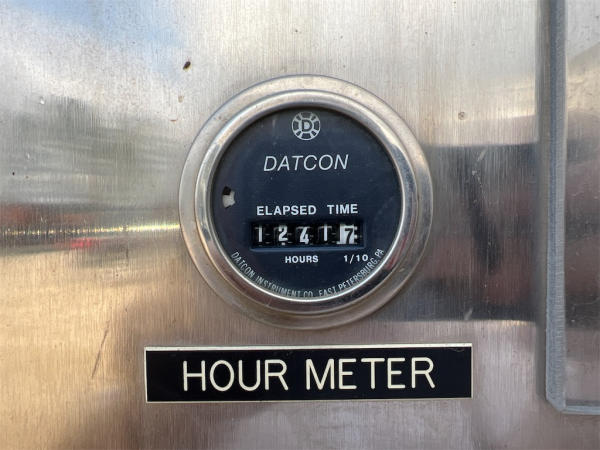 D
DATCON
ELAPSED TIME
12417
HOURS 1/10
DATCON INSTRUMENT CO. EAST PETERSBURG, PA
HOUR METER